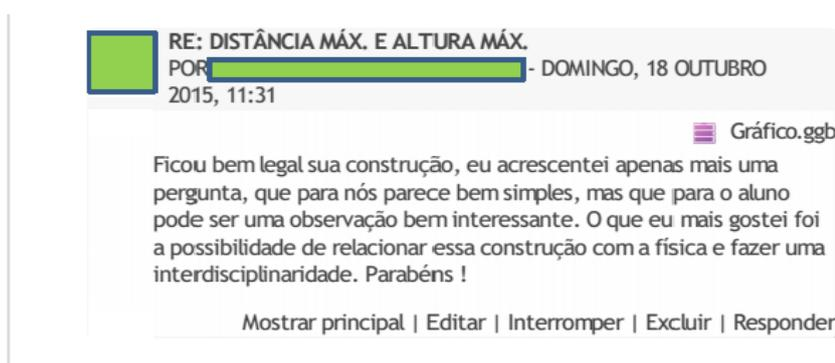 RE: DISTÂNCIA MÁX. E ALTURA MÁX.
POR - DOMINGO, 18 OUTUBRO
2015, 11:31
Gráfico.ggb
Ficou bem legal sua construção, eu acrescentei apenas mais uma
pergunta, que para nós parece bem simples, mas que para o aluno
pode ser uma observação bem interessante. O que eu mais gostei foi
a possibilidade de relacionar essa construção com a física e fazer uma
interdisciplinaridade. Parabéns !
Mostrar principal | Editar | Interromper | Excluir | Responder